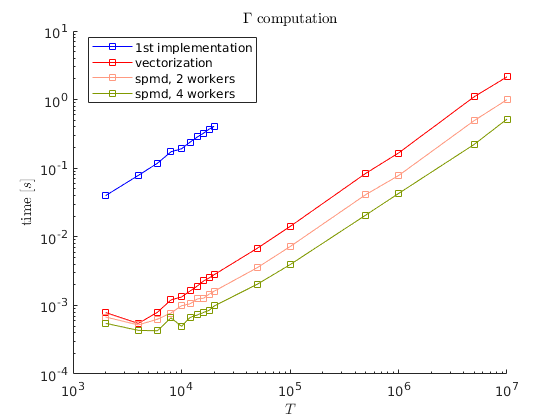 Γ computation
10^1
1st implementation
vectorization
spmd, 2 workers
spmd, 4 workers
10^0
10^-1
time [s]
10^-2
10^-3
10^-4
10^3 10^4 10^5 10^6 10^7
T